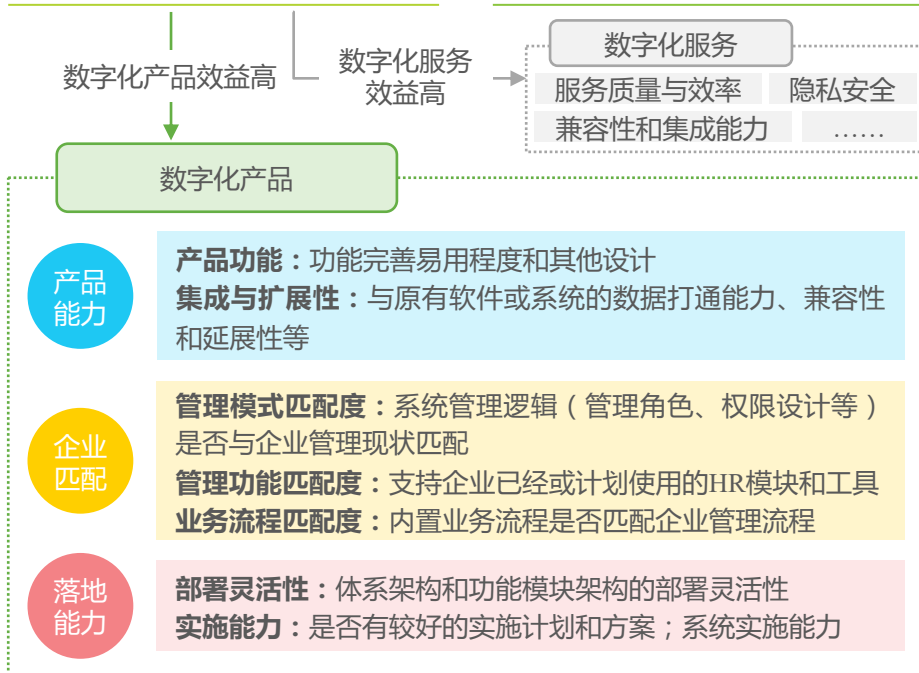 数字化产品效益高
数字化服务
效益高
数字化服务
服务质量与效率
隐私安全
兼容性和集成能力
……
数字化产品
产品
能力
产品功能：功能完善易用程度和其他设计
集成与扩展性：与原有软件或系统的数据打通能力、兼容性
和延展性等
企业
匹配
管理模式匹配度：系统管理逻辑（管理角色、权限设计等）
是否与企业管理现状匹配
管理功能匹配度：支持企业已经或计划使用的HR模块和工具
业务流程匹配度：内置业务流程是否匹配企业管理流程
落地
能力
部署灵活性：体系架构和功能模块架构的部署灵活性
实施能力：是否有较好的实施计划和方案；系统实施能力